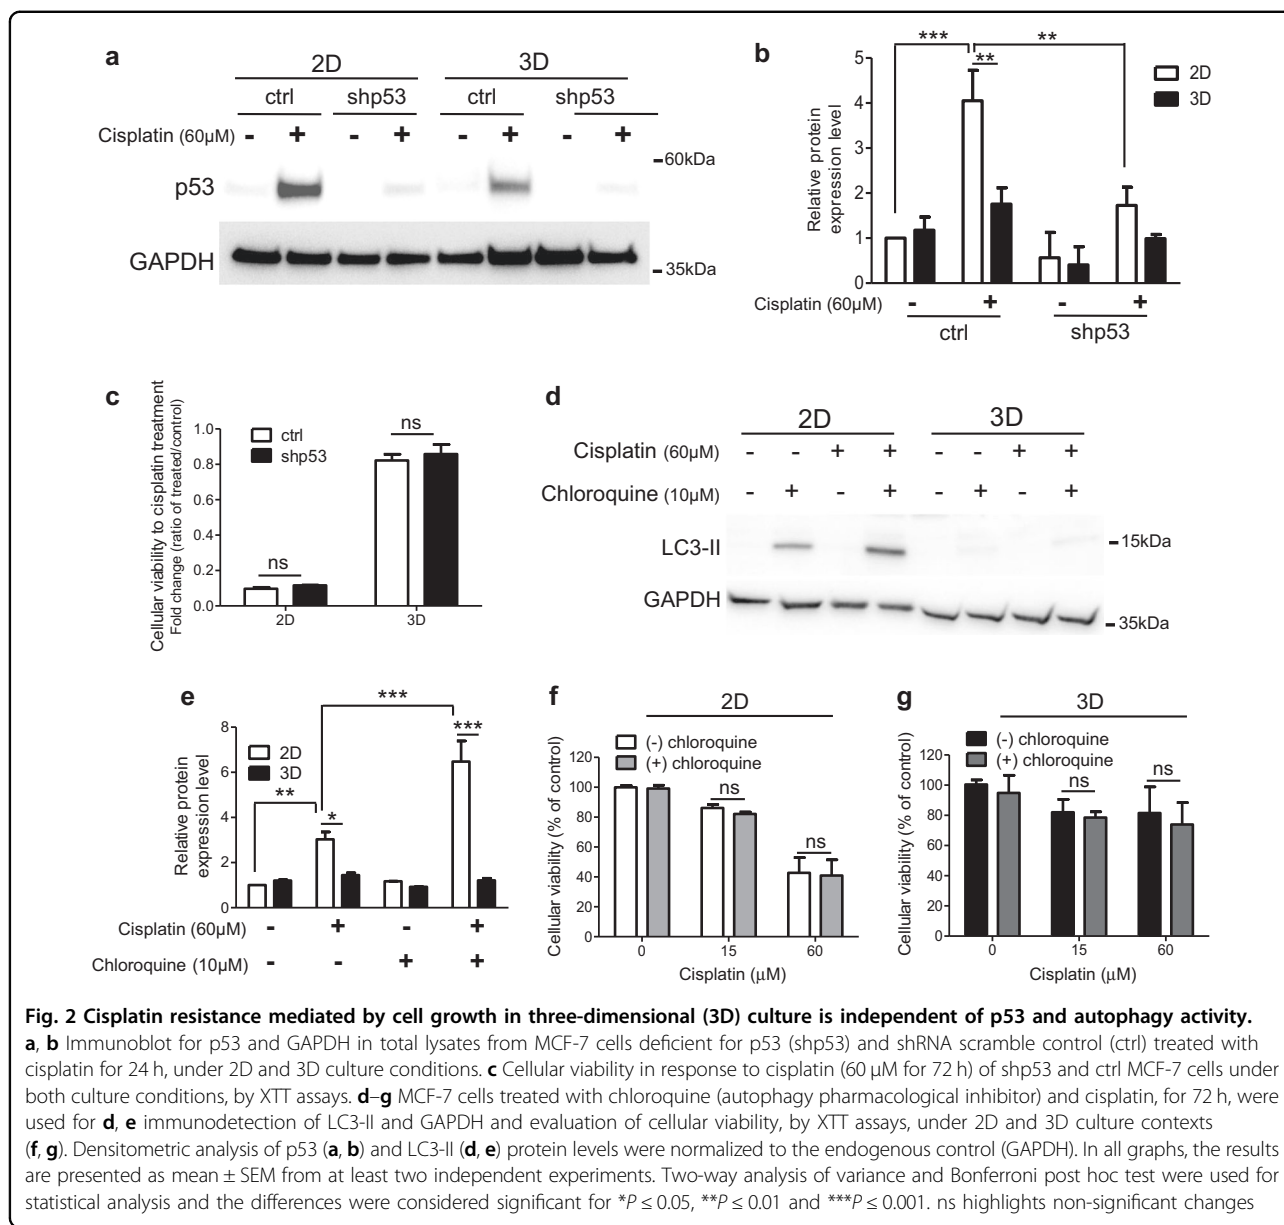 a
2D 3D
ctrl shp53 ctrl shp53
Cisplatin (60µM) - + - + - + - +
60kDa
p53
GAPDH
35kDa
b
*** **
**
2D
3D
Relative protein
expression level
5
4
3
2
1
0
Cisplatin (60µM) - + - +
ctrl shp53
c
Cellular viability to cisplatin treatment
Fold change (ratio of treated/control)
ctrl
shp53
1.0
0.8
0.6
0.4
0.2
0.0
ns ns
2D 3D
d
2D 3D
Cisplatin (60µM) - - + + - - + +
Chloroquine (10µM) - + - + - + - +
LC3-II
15kDa
GAPDH
35kDa
e
***
***
**
*
2D
3D
Relative protein
expression level
8
6
4
2
0
Cisplatin (60µM) - + - +
Chloroquine (10µM) - - + +
f
2D
(-) chloroquine
(+) chloroquine
Cellular viability (% of control)
120
100
80
60
40
20
0
ns
ns
0 15 60
Cisplatin (µM)
g
3D
(-) chloroquine
(+) chloroquine
Cellular viability (% of control)
120
100
80
60
40
20
0
ns ns
0 15 60
Cisplatin (µM)
Fig. 2 Cisplatin resistance mediated by cell growth in three-dimensional (3D) culture is independent of p53 and autophagy activity.
a, b Immunoblot for p53 and GAPDH in total lysates from MCF-7 cells deficient for p53 (shp53) and shRNA scramble control (ctrl) treated with
cisplatin for 24 h, under 2D and 3D culture conditions. c Cellular viability in response to cisplatin (60 µM for 72 h) of shp53 and ctrl MCF-7 cells under
both culture conditions, by XTT assays. d–g MCF-7 cells treated with chloroquine (autophagy pharmacological inhibitor) and cisplatin, for 72 h, were
used for d, e immunodetection of LC3-II and GAPDH and evaluation of cellular viability, by XTT assays, under 2D and 3D culture contexts
(f, g). Densitometric analysis of p53 (a, b) and LC3-II (d, e) protein levels were normalized to the endogenous control (GAPDH). In all graphs, the results
are presented as mean ± SEM from at least two independent experiments. Two-way analysis of variance and Bonferroni post hoc test were used for
statistical analysis and the differences were considered significant for *P ≤ 0.05, **P ≤ 0.01 and ***P ≤ 0.001. ns highlights non-significant changes